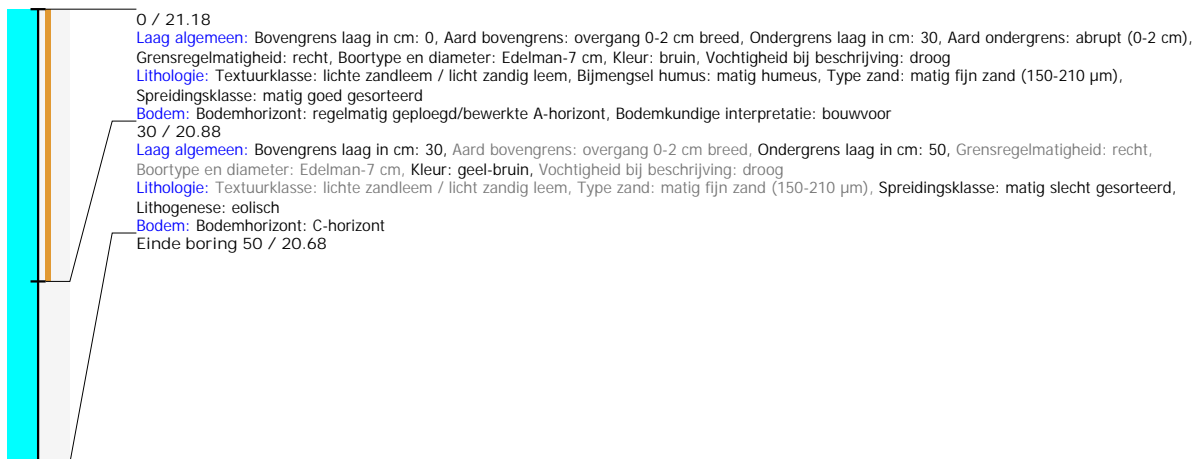 0 / 21.18
Laag algemeen: Bovengrens laag in cm: 0, Aard bovengrens: overgang 0-2 cm breed, Ondergrens laag in cm: 30, Aard ondergrens: abrupt (0-2 cm),
Grensregelmatigheid: recht, Boortype en diameter: Edelman-7 cm, Kleur: bruin, Vochtigheid bij beschrijving: droog
Lithologie: Textuurklasse: lichte zandleem / licht zandig leem, Bijmengsel humus: matig humeus, Type zand: matig fijn zand (150-210 µm),
Spreidingsklasse: matig goed gesorteerd
Bodem: Bodemhorizont: regelmatig geploegd/bewerkte A-horizont, Bodemkundige interpretatie: bouwvoor
30 / 20.88
Laag algemeen: Bovengrens laag in cm: 30, Aard bovengrens: overgang 0-2 cm breed, Ondergrens laag in cm: 50, Grensregelmatigheid: recht,
Boortype en diameter: Edelman-7 cm, Kleur: geel-bruin, Vochtigheid bij beschrijving: droog
Lithologie: Textuurklasse: lichte zandleem / licht zandig leem, Type zand: matig fijn zand (150-210 µm), Spreidingsklasse: matig slecht gesorteerd,
Lithogenese: eolisch
Bodem: Bodemhorizont: C-horizont
Einde boring 50 / 20.68